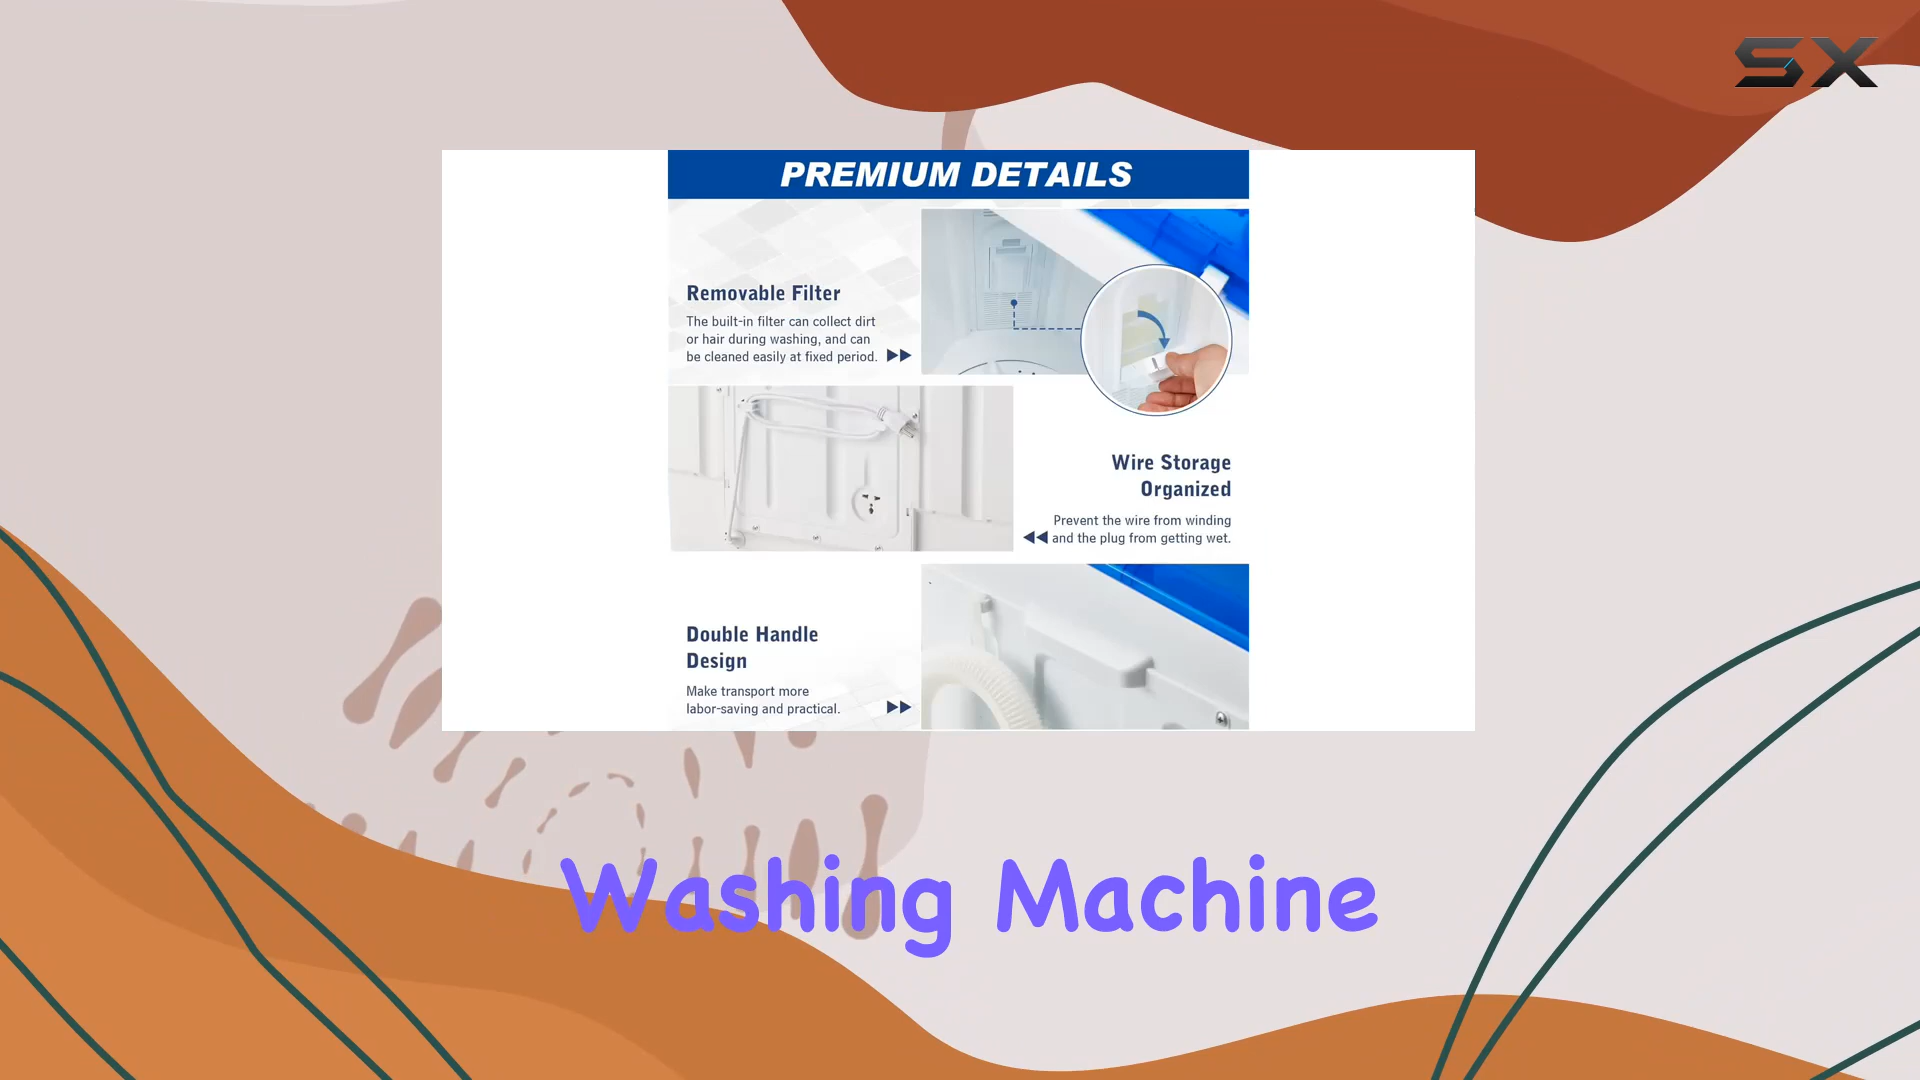 SX
PREMIUM DETAILS
Removable Filter
The built-in filter can collect dirt
or hair during washing, and can
be cleaned easily at fixed period.
Wire Storage
Organized
Prevent the wire from winding
and the plug from getting wet.
Double Handle
Design
Make transport more
labor-saving and practical.
Washing Machine